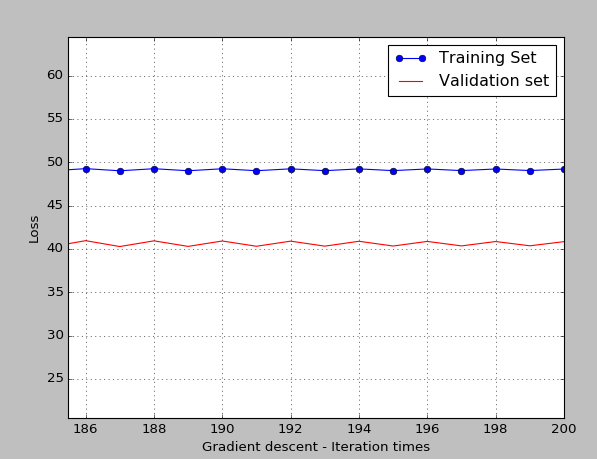 Training Set
Validation set
60
55
50
45
40
35
30
25
Loss
186 188 190 192 194 196 198 200
Gradient descent - Iteration times